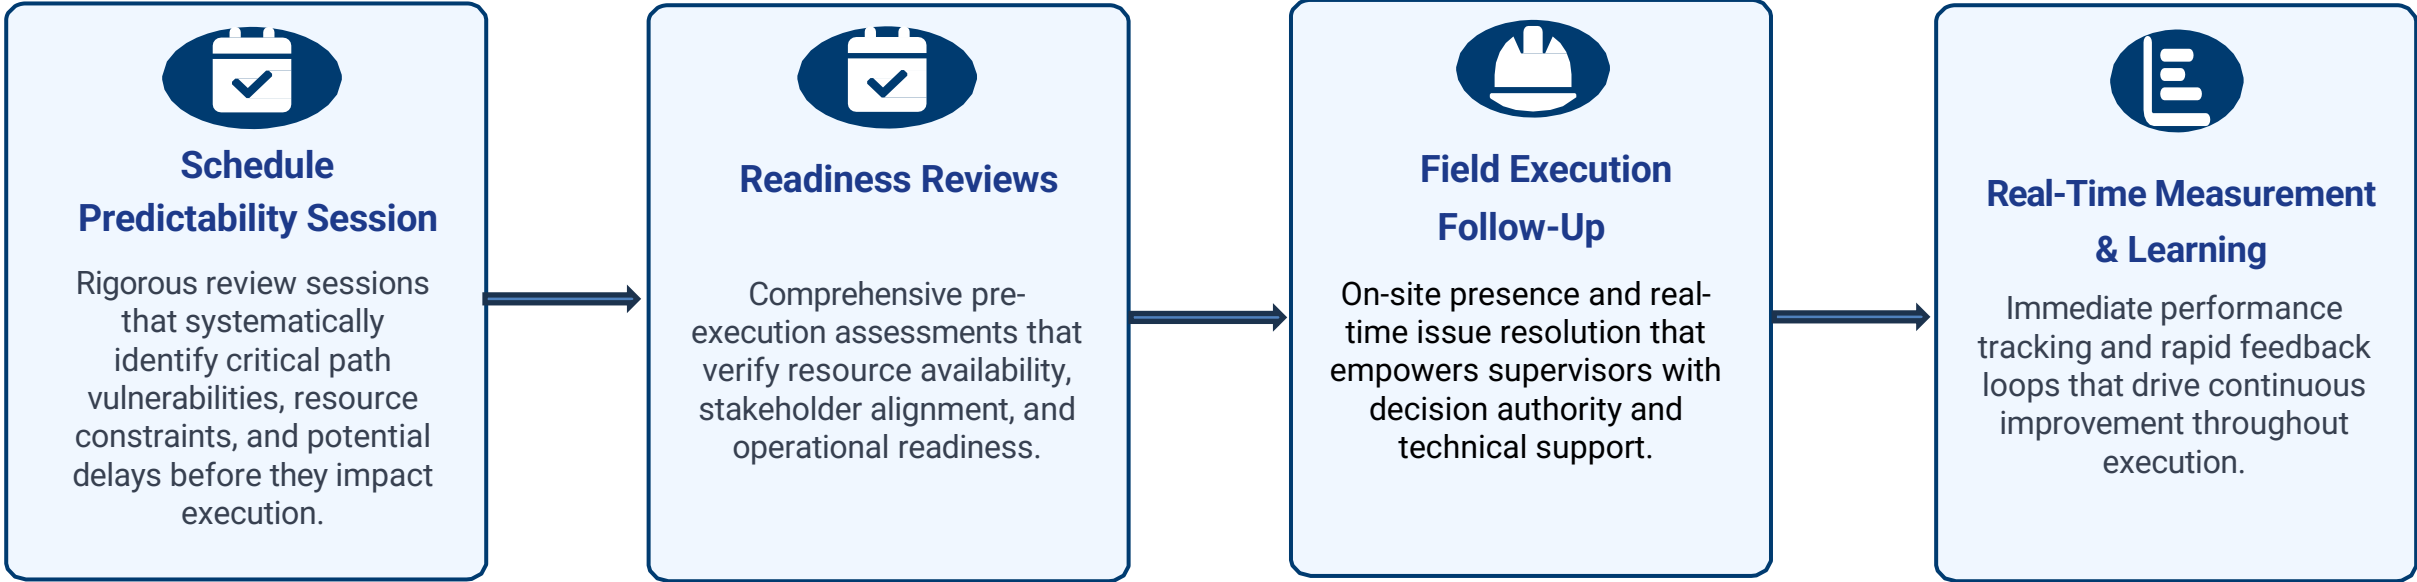 Schedule
Predictability Session
Rigorous review sessions
that systematically
identify critical path
vulnerabilities, resource
constraints, and potential
delays before they impact
execution.
Readiness Reviews
Comprehensive pre-
execution assessments that
verify resource availability,
stakeholder alignment, and
operational readiness.
Field Execution
Follow-Up
On-site presence and real-
time issue resolution that
empowers supervisors with
decision authority and
technical support.
Real-Time Measurement
& Learning
Immediate performance
tracking and rapid feedback
loops that drive continuous
improvement throughout
execution.